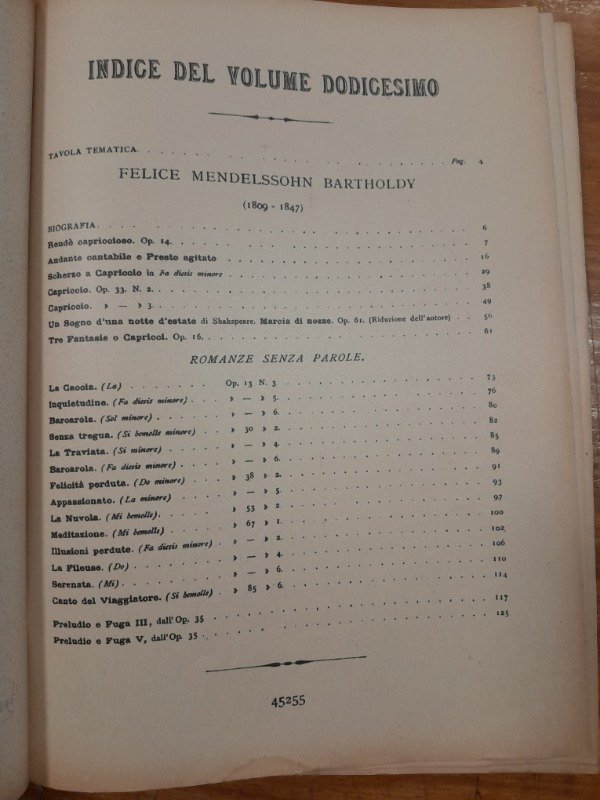 INDICE DEL VOLUME DODICESIMO
TAVOLA TEMATICA. Pag. 4
FELICE MENDELSSOHN BARTHOLDY
(1809 - 1847)
BIOGRAFIA. 6
Rondò capriccioso. Op. 14. 7
Andante cantabile e Presto agitato 16
Scherzo a Capriccio in Fa diesis minore 29
Capriccio. Op. 33. N. 2. 38
Capriccio. » — » 3. 49
Un Sogno d'una notte d'estate di Shakspeare. Marcia di nozze. Op. 61. (Riduzione dell'autore) 56
Tre Fantasie o Capricci. Op. 16. 61
ROMANZE SENZA PAROLE.
La Caccia. (La) Op. 13 N. 3 73
Inquietudine. (Fa diesis minore) » — » 5. 76
Barcarola. (Sol minore) » — » 6. 80
Senza tregua. (Si bemolle minore) » 30 » 2. 82
La Traviata. (Si minore) » — » 4. 85
Barcarola. (Fa diesis minore) » — » 6. 89
Felicità perduta. (Do minore) » 38 » 2. 91
Appassionato. (La minore) » — » 5. 93
La Nuvola. (Mi bemolle) » 53 » 2. 97
Meditazione. (Mi bemolle) » 67 » 1. 100
Illusioni perdute. (Fa diesis minore) » — » 2. 102
La Fileuse. (Do) » — » 4. 106
Serenata. (Mi) » — » 6. 110
Canto del Viaggiatore. (Si bemolle) » 85 » 6. 114
Preludio e Fuga III, dall'Op. 35 117
Preludio e Fuga V, dall'Op. 35 125
45255